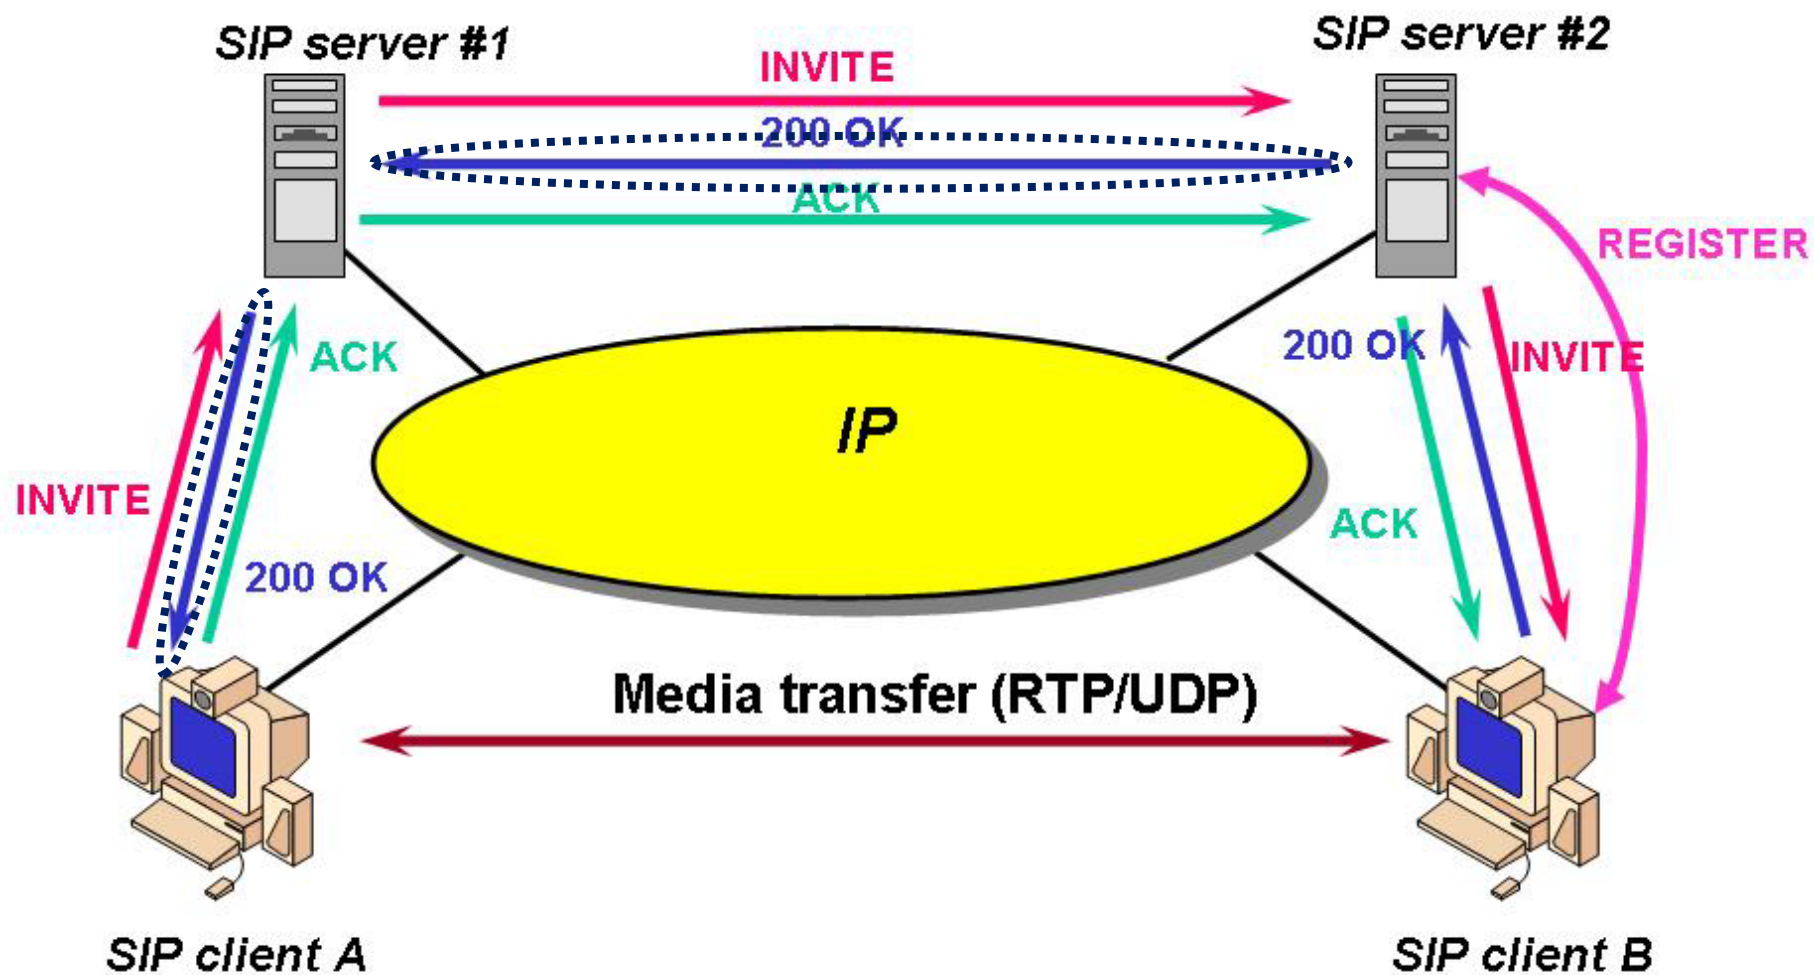 SIP server #1
SIP server #2
INVITE
200 OK
ACK
REGISTER
ACK
200 OK
INVITE
IP
INVITE
ACK
200 OK
Media transfer (RTP/UDP)
SIP client A
SIP client B